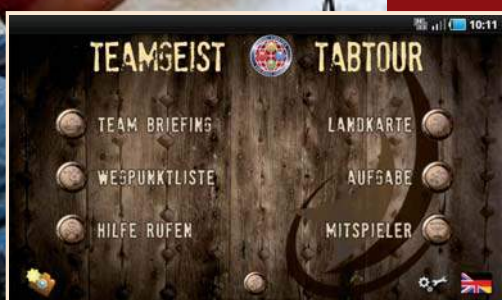 10:11
TEAMGEIST TABTOUR
TEAM BRIEFING LANDKARTE
WEGPUNKTLISTE AUFGABE
HILFE RUFEN MITSPIELER